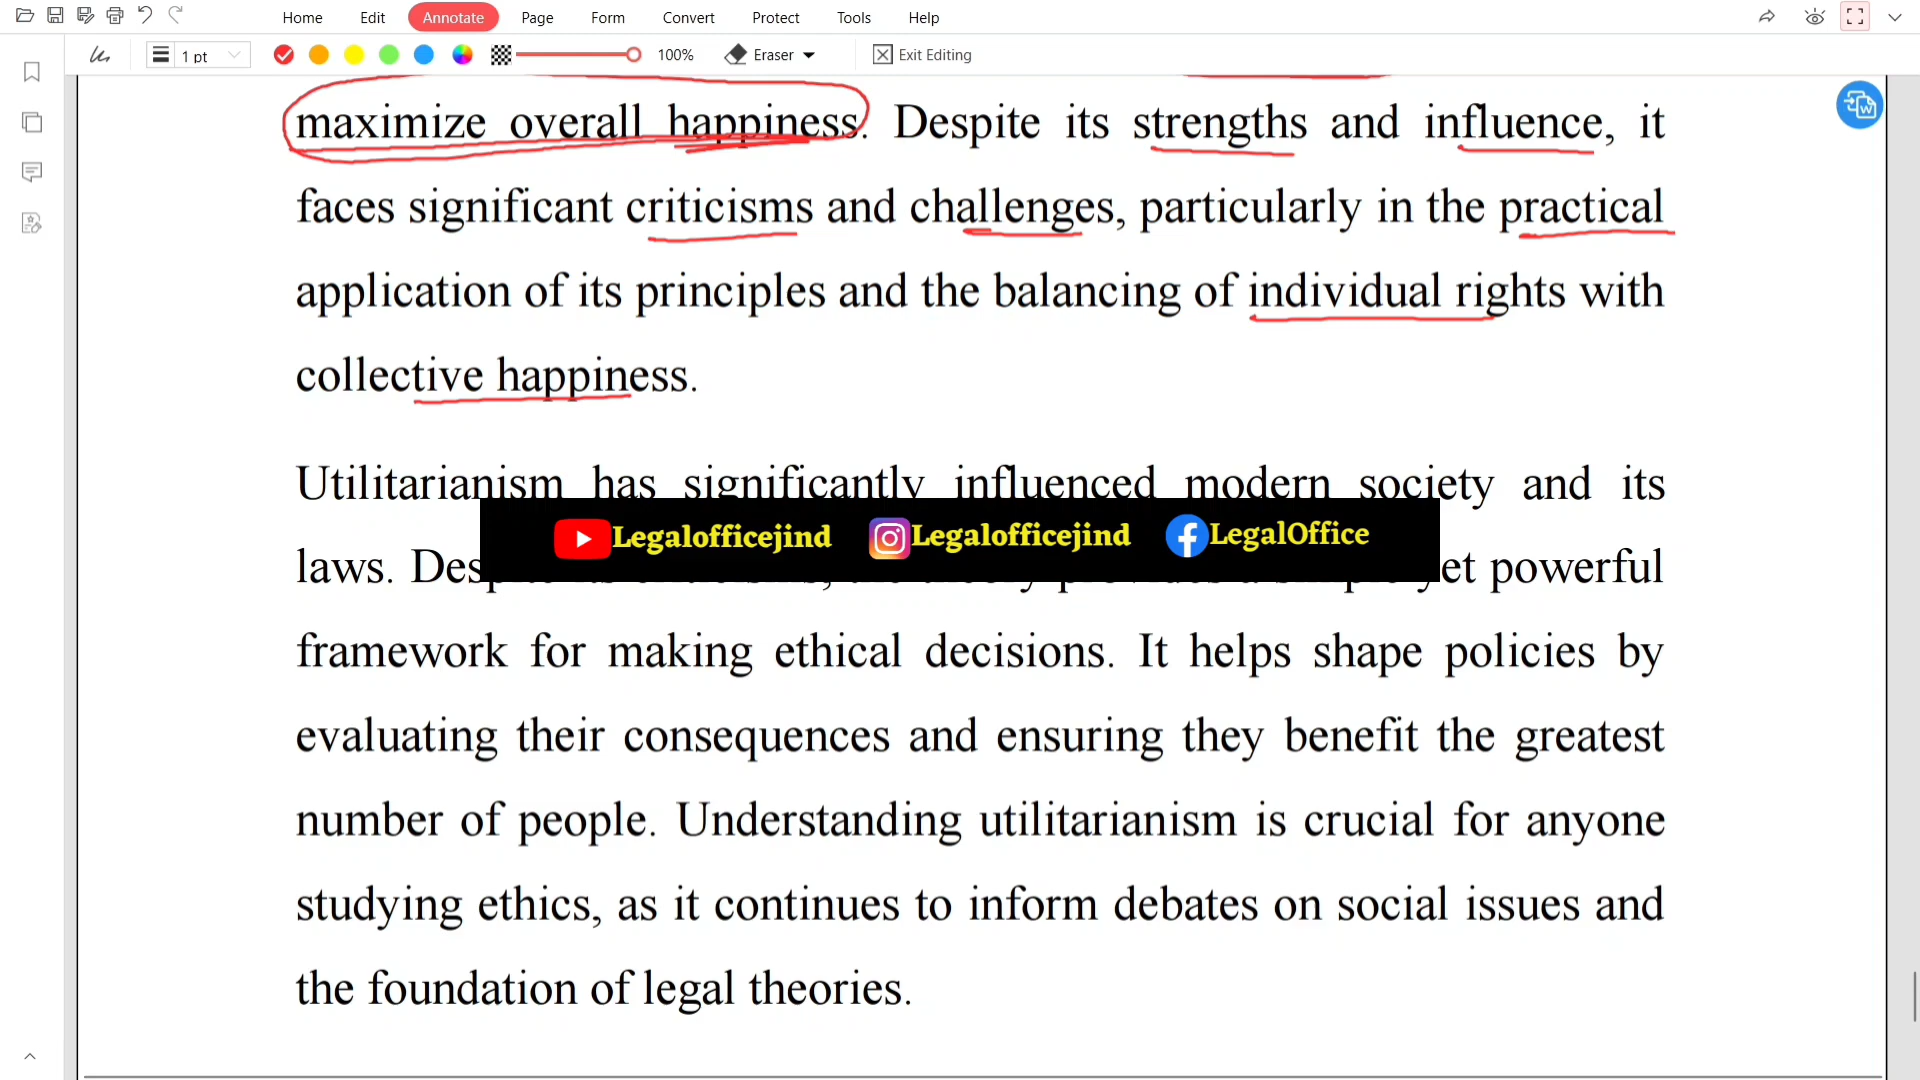 Home Edit Annotate Page Form Convert Protect Tools Help
1 pt 100% Eraser Exit Editing
maximize overall happiness. Despite its strengths and influence, it
faces significant criticisms and challenges, particularly in the practical
application of its principles and the balancing of individual rights with
collective happiness.
Utilitarianism has significantly influenced modern society and its
Legalofficejind Legalofficejind LegalOffice
laws. yet powerful
framework for making ethical decisions. It helps shape policies by
evaluating their consequences and ensuring they benefit the greatest
number of people. Understanding utilitarianism is crucial for anyone
studying ethics, as it continues to inform debates on social issues and
the foundation of legal theories.